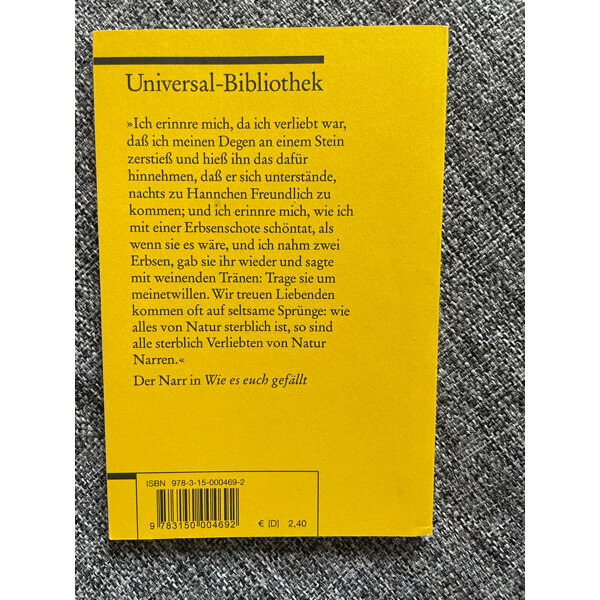 Universal-Bibliothek
»Ich erinnre mich, da ich verliebt war,
daß ich meinen Degen an einem Stein
zerstieß und hieß ihn das dafür
hinnehmen, daß er sich unterstände,
nachts zu Hannchen Freundlich zu
kommen; und ich erinnre mich, wie ich
mit einer Erbsenschote schöntat, als
wenn sie es wäre, und ich nahm zwei
Erbsen, gab sie ihr wieder und sagte
mit weinenden Tränen: Trage sie um
meinetwillen. Wir treuen Liebenden
kommen oft auf seltsame Sprünge: wie
alles von Natur sterblich ist, so sind
alle sterblich Verliebten von Natur
Narren.«
Der Narr in Wie es euch gefällt
ISBN 978-3-15-000469-2
9 783150 004692
€ [D] 2,40